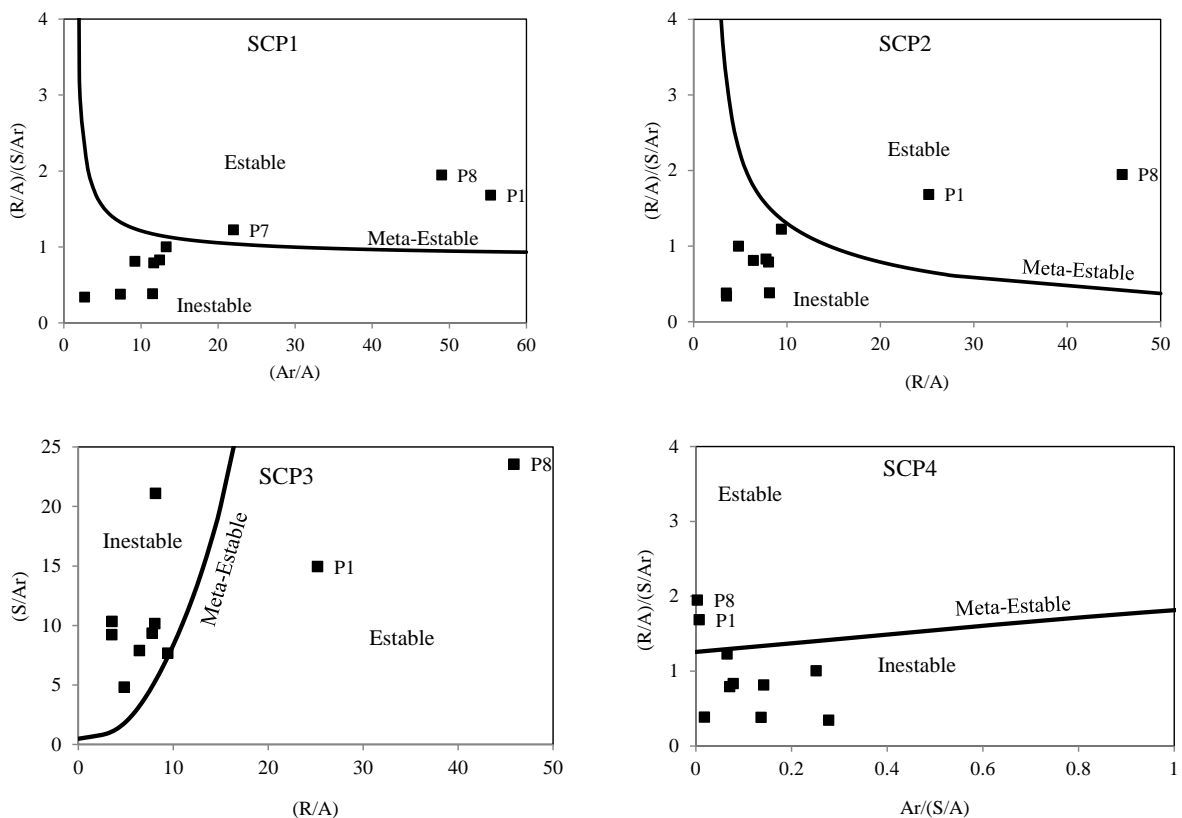 SCP1
4
3
2
1
0
(R/A)/(S/Ar)
Estable
P8
P1
P7
Meta-Estable
Inestable
0 10 20 30 40 50 60
(Ar/A)
SCP2
4
3
2
1
0
(R/A)/(S/Ar)
Estable
P8
P1
Meta-Estable
Inestable
0 10 20 30 40 50
(R/A)
SCP3
25
20
15
10
5
0
(S/Ar)
P8
Inestable
Meta-Estable
P1
Estable
0 10 20 30 40 50
(R/A)
SCP4
4
3
2
1
0
(R/A)/(S/Ar)
Estable
P8
P1
Meta-Estable
Inestable
0 0.2 0.4 0.6 0.8 1
Ar/(S/A)